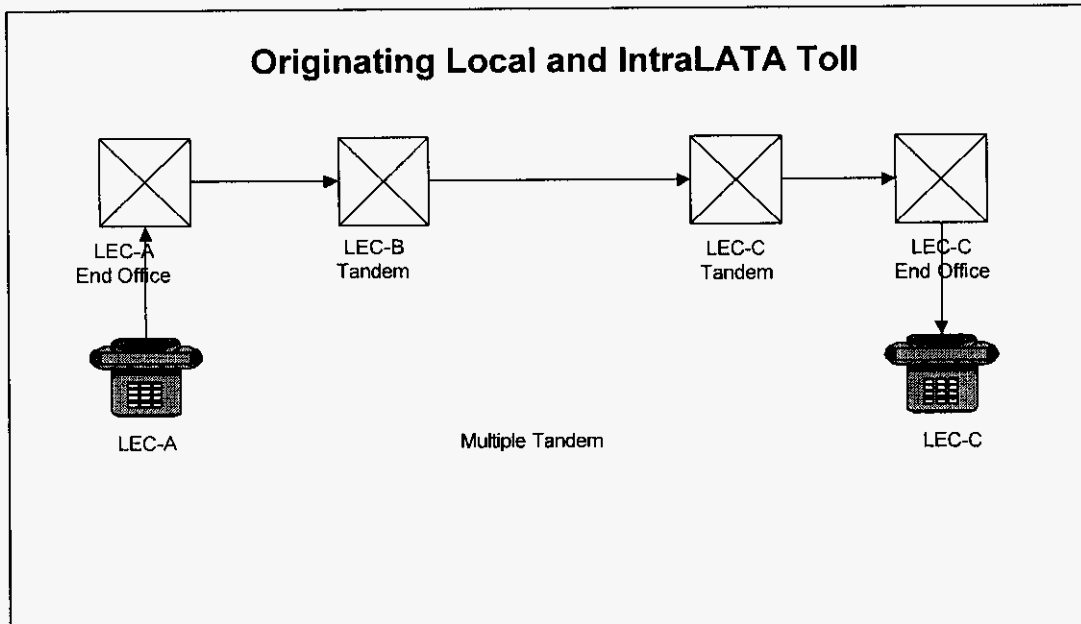 Originating Local and IntraLATA Toll
LEC-A
End Office
LEC-B
Tandem
LEC-C
Tandem
LEC-C
End Office
LEC-A
Multiple Tandem
LEC-C